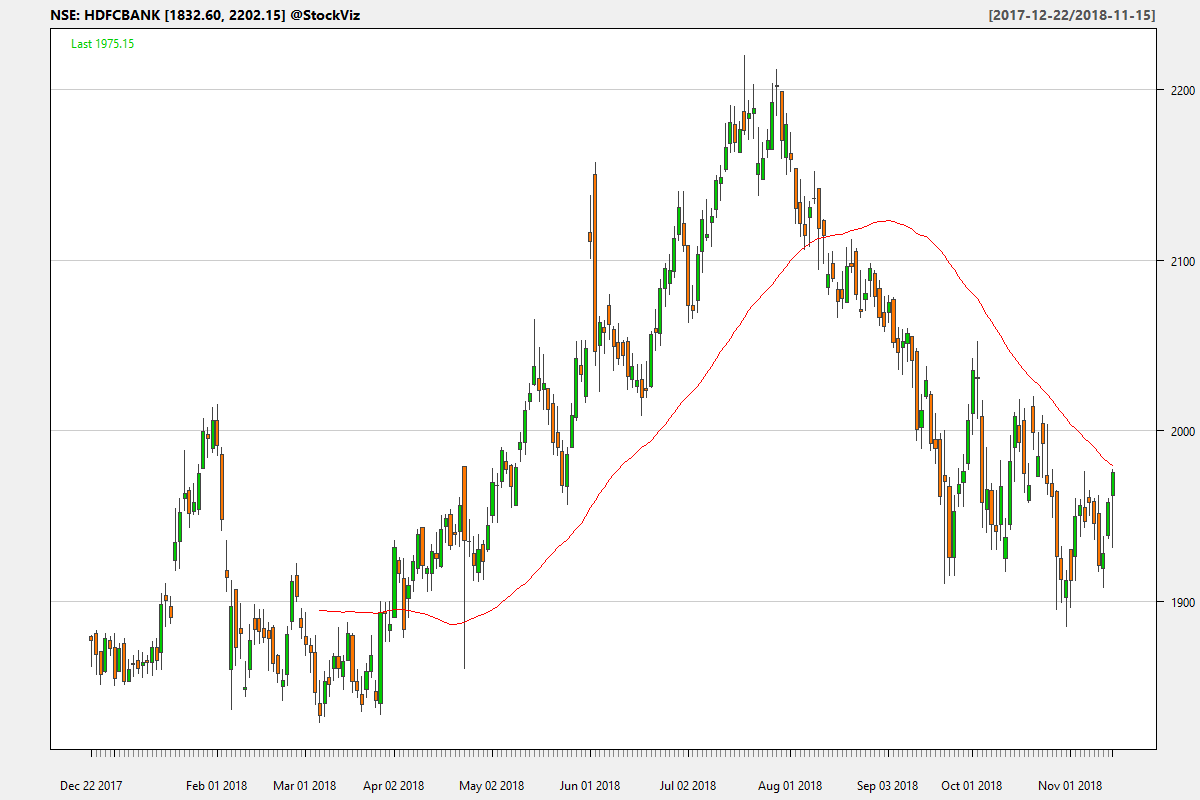 NSE: HDFCBANK [1832.60, 2202.15] @StockViz [2017-12-22/2018-11-15]
Last 1975.15
2200
2100
2000
1900
Dec 22 2017 Feb 01 2018 Mar 01 2018 Apr 02 2018 May 02 2018 Jun 01 2018 Jul 02 2018 Aug 01 2018 Sep 03 2018 Oct 01 2018 Nov 01 2018